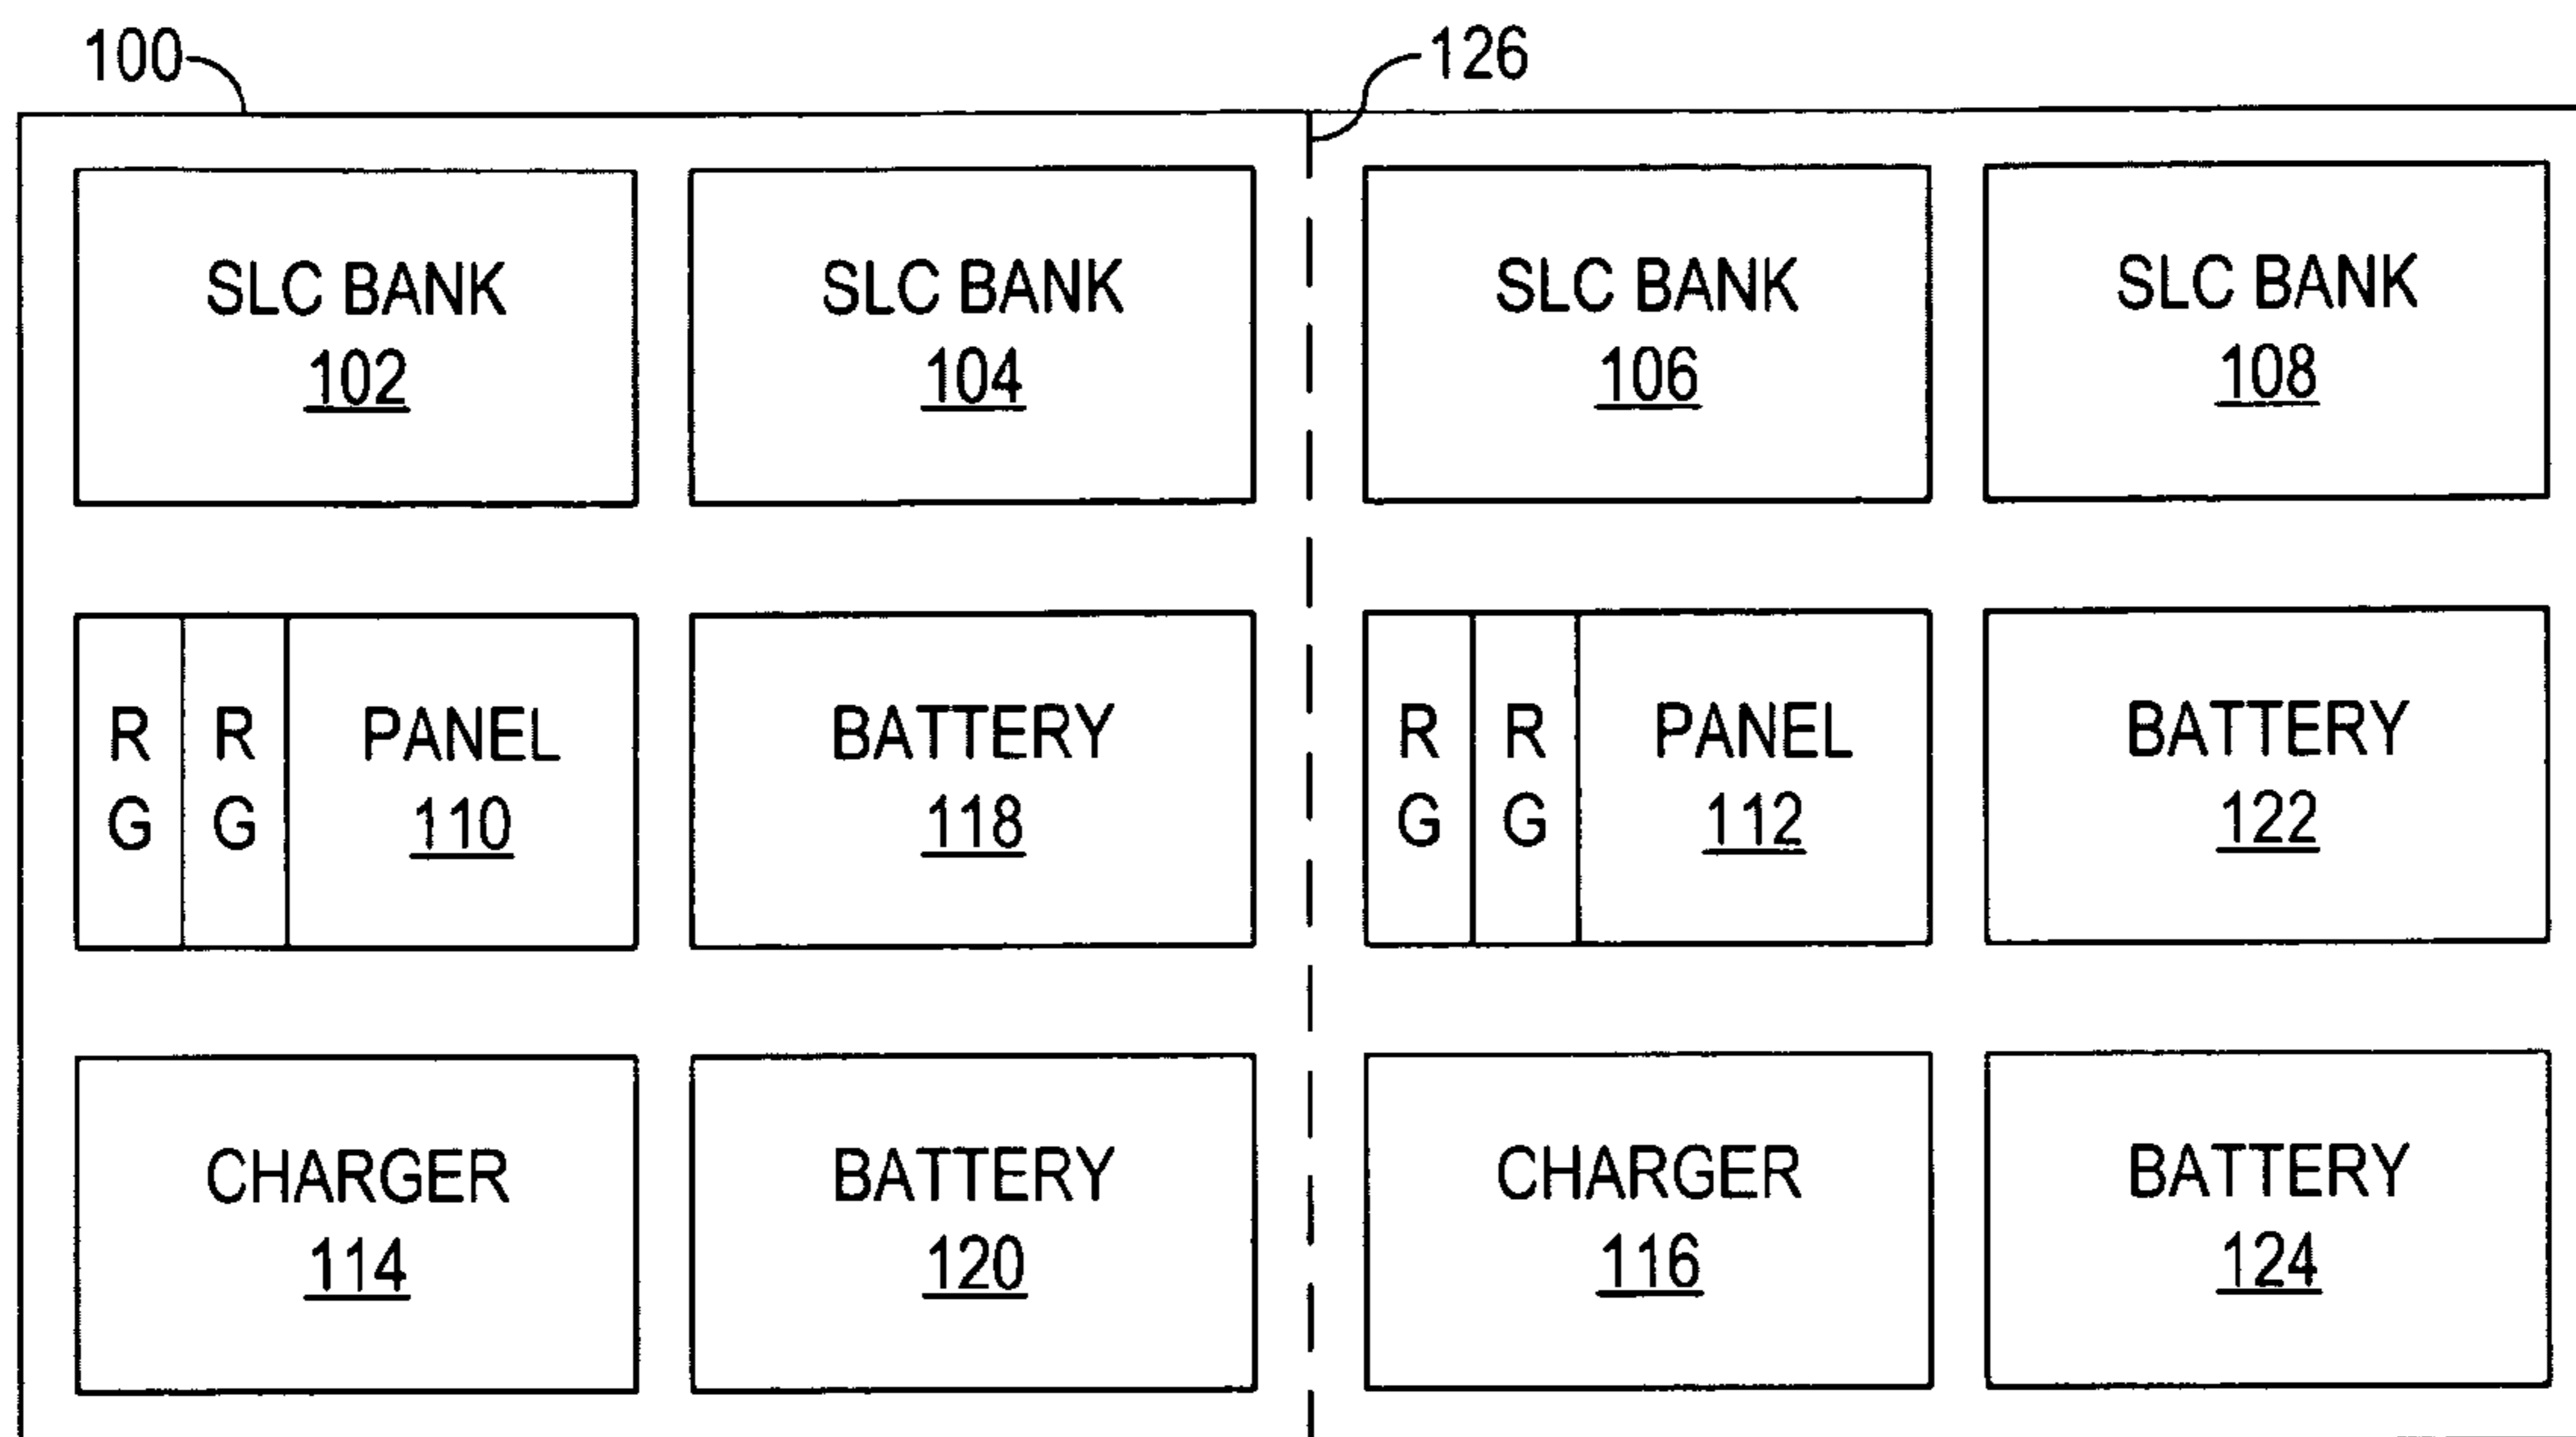 100 126
SLC BANK SLC BANK SLC BANK SLC BANK
102 104 106 108
R R PANEL BATTERY R R PANEL BATTERY
G G 110 118 G G 112 122
CHARGER BATTERY CHARGER BATTERY
114 120 116 124